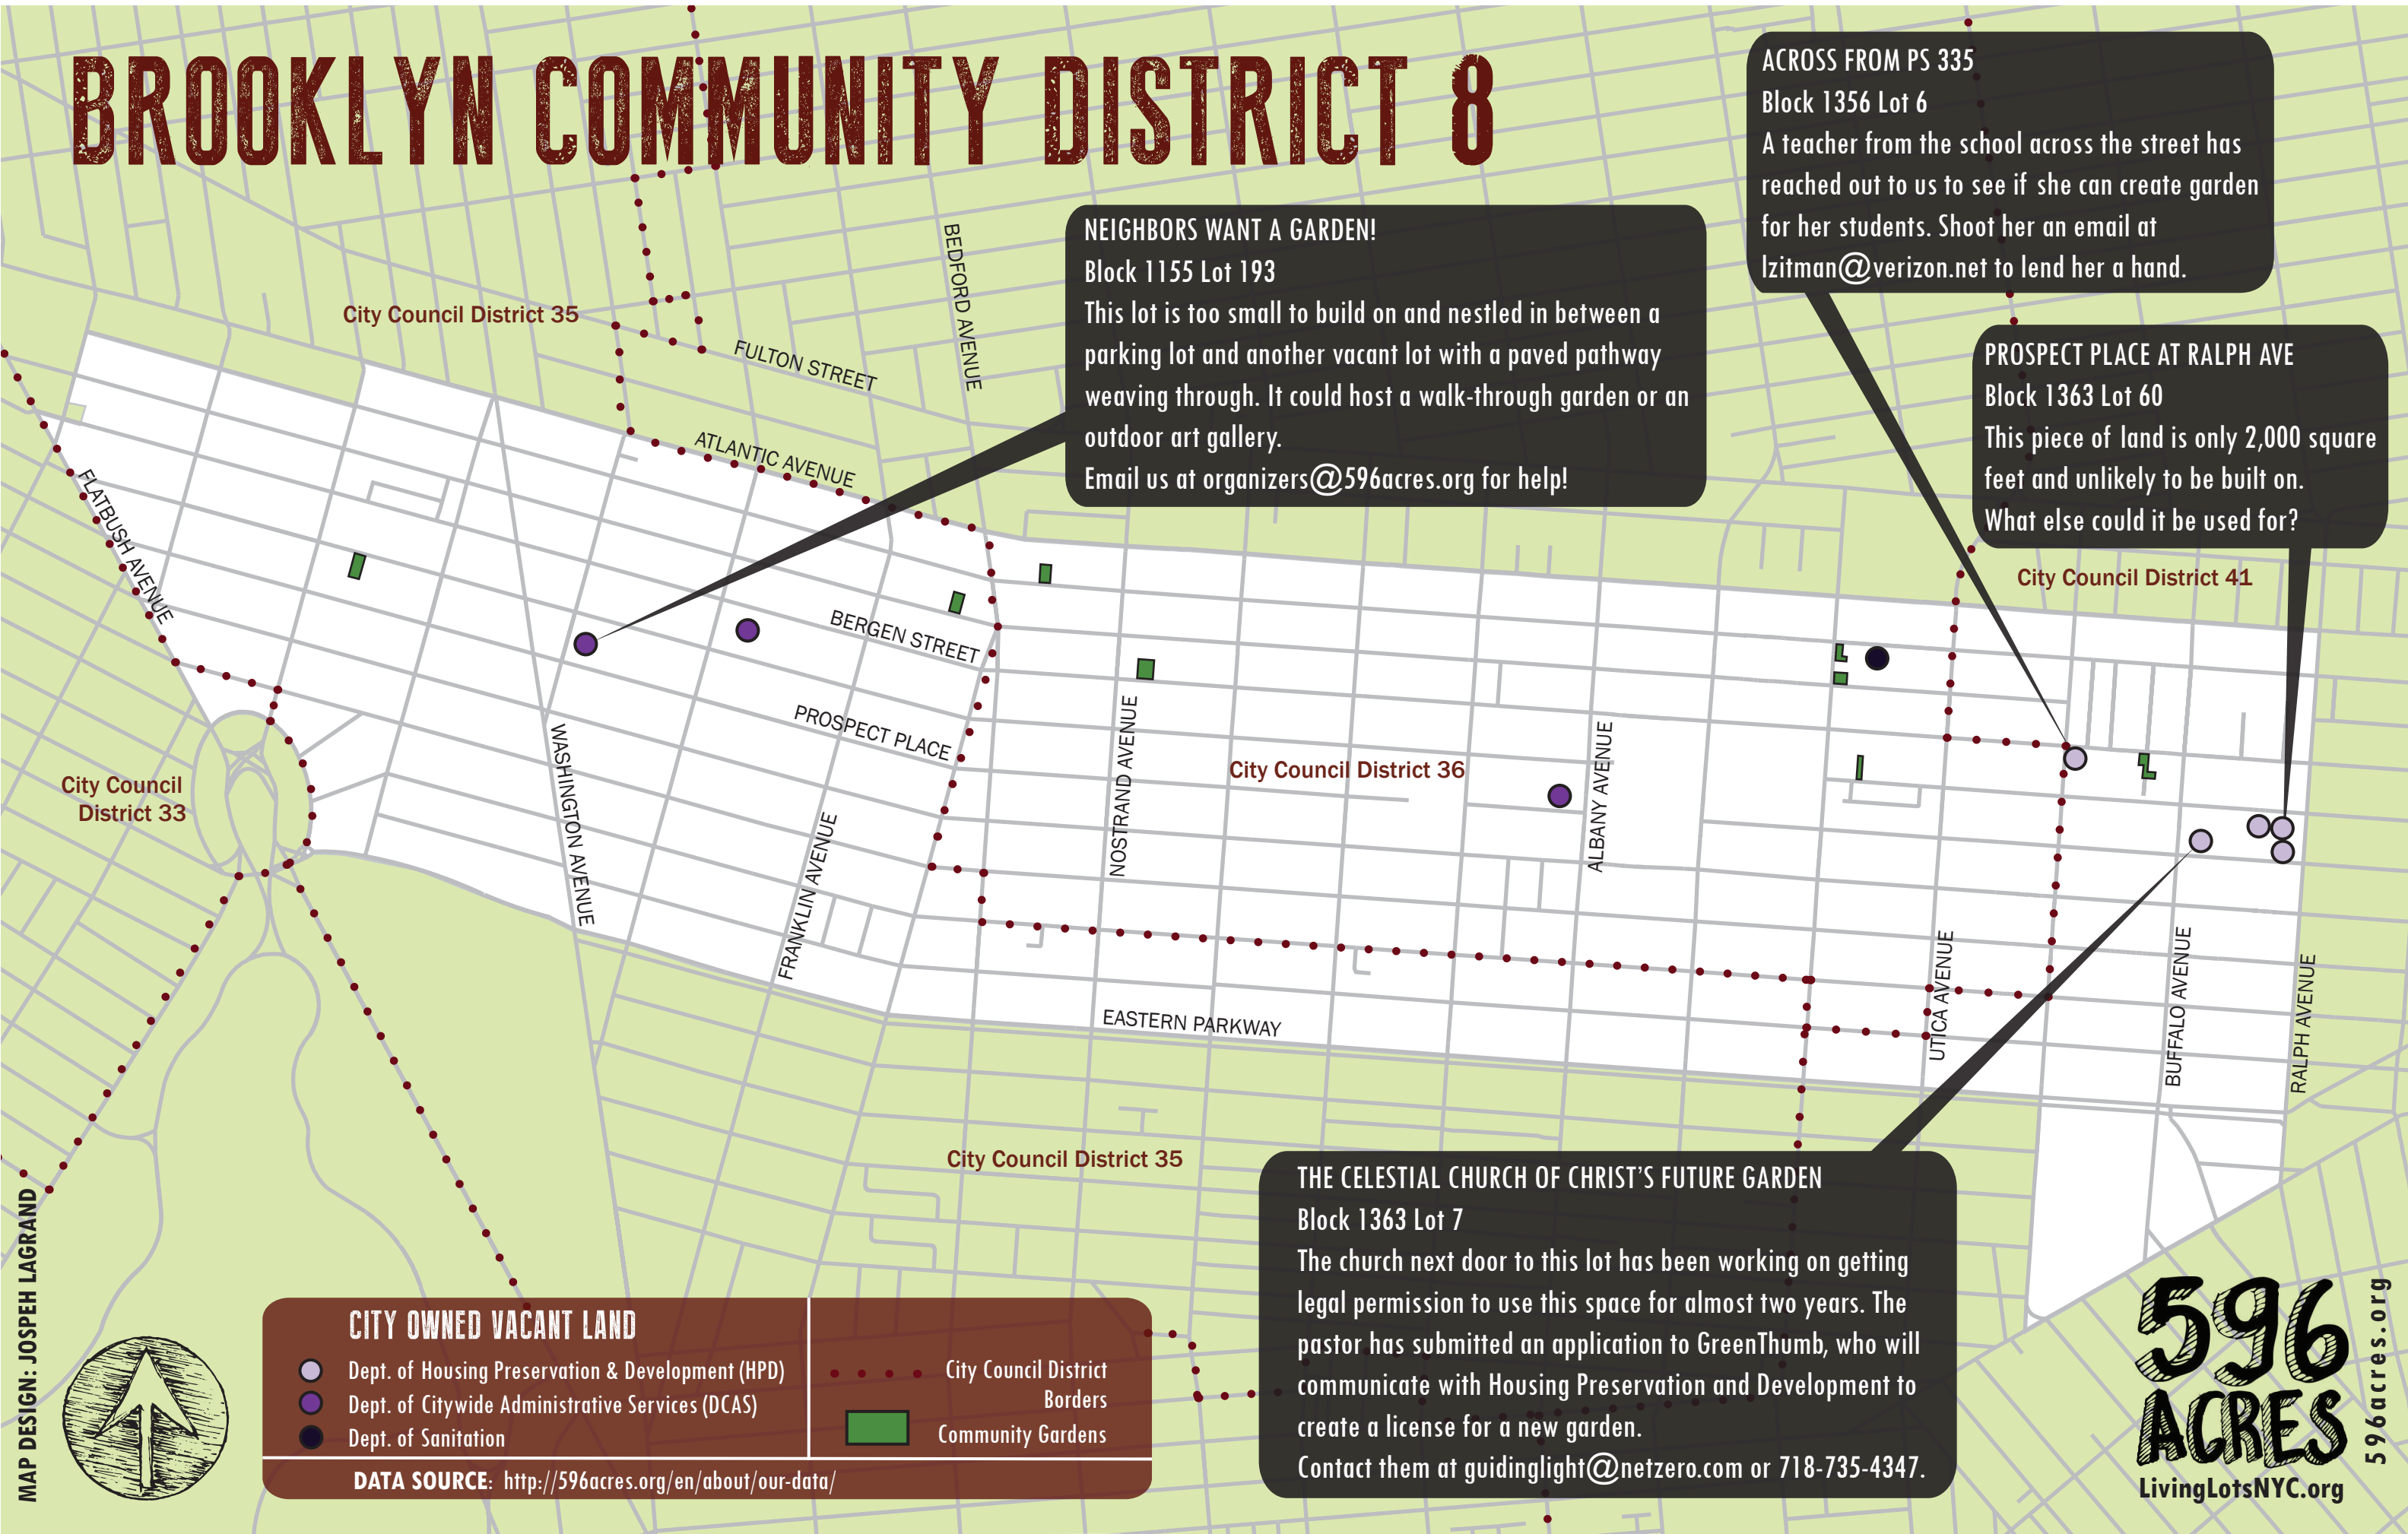 BROOKLYN COMMUNITY DISTRICT 8
ACROSS FROM PS 335
Block 1356 Lot 6
A teacher from the school across the street has
reached out to us to see if she can create garden
for her students. Shoot her an email at
lzitman@verizon.net to lend her a hand.
NEIGHBORS WANT A GARDEN!
Block 1155 Lot 193
This lot is too small to build on and nestled in between a
parking lot and another vacant lot with a paved pathway
weaving through. It could host a walk-through garden or an
outdoor art gallery.
Email us at organizers@596acres.org for help!
PROSPECT PLACE AT RALPH AVE
Block 1363 Lot 60
This piece of land is only 2,000 square
feet and unlikely to be built on.
What else could it be used for?
City Council District 35
BEDFORD AVENUE
FULTON STREET
ATLANTIC AVENUE
FLATBUSH AVENUE
City Council District 41
BERGEN STREET
PROSPECT PLACE
WASHINGTON AVENUE
NOSTRAND AVENUE
City Council District 36
ALBANY AVENUE
City Council
District 33
FRANKLIN AVENUE
EASTERN PARKWAY
UTICA AVENUE
BUFFALO AVENUE
RALPH AVENUE
City Council District 35
THE CELESTIAL CHURCH OF CHRIST'S FUTURE GARDEN
Block 1363 Lot 7
The church next door to this lot has been working on getting
legal permission to use this space for almost two years. The
pastor has submitted an application to GreenThumb, who will
communicate with Housing Preservation and Development to
create a license for a new garden.
Contact them at guidinglight@netzero.com or 718-735-4347.
MAP DESIGN: JOSPEH LAGRAND
CITY OWNED VACANT LAND
Dept. of Housing Preservation & Development (HPD)
Dept. of Citywide Administrative Services (DCAS)
Dept. of Sanitation
City Council District
Borders
Community Gardens
DATA SOURCE: http://596acres.org/en/about/our-data/
596
ACRES
LivingLotsNYC.org
596acres.org